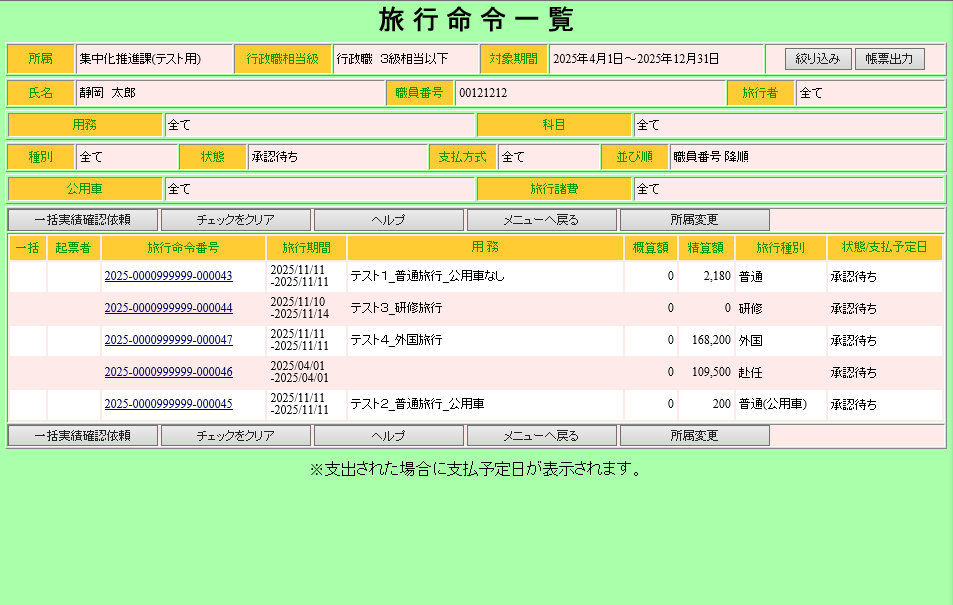 旅行命令一覧
所属 集中化推進課(テスト用) 行政職相当級 行政職　3級相当以下 対象期間 2025年4月1日～2025年12月31日 絞り込み 帳票出力
氏名 静岡　太郎 職員番号 00121212 旅行者 全て
用務 全て 科目 全て
種別 全て 状態 承認待ち 支払方式 全て 並び順 職員番号 降順
公用車 全て 旅行諸費 全て
一括実績確認依頼 チェックをクリア ヘルプ メニューへ戻る 所属変更
一括 起票者 旅行命令番号 旅行期間 用務 概算額 精算額 旅行種別 状態/支払予定日
2025-0000999999-000043 2025/11/11 -2025/11/11 テスト1_普通旅行_公用車なし 0 2,180 普通 承認待ち
2025-0000999999-000044 2025/11/10 -2025/11/14 テスト3_研修旅行 0 0 研修 承認待ち
2025-0000999999-000047 2025/11/11 -2025/11/11 テスト4_外国旅行 0 168,200 外国 承認待ち
2025-0000999999-000046 2025/04/01 -2025/04/01 0 109,500 赴任 承認待ち
2025-0000999999-000045 2025/11/11 -2025/11/11 テスト2_普通旅行_公用車 0 200 普通(公用車) 承認待ち
一括実績確認依頼 チェックをクリア ヘルプ メニューへ戻る 所属変更
※支出された場合に支払予定日が表示されます。